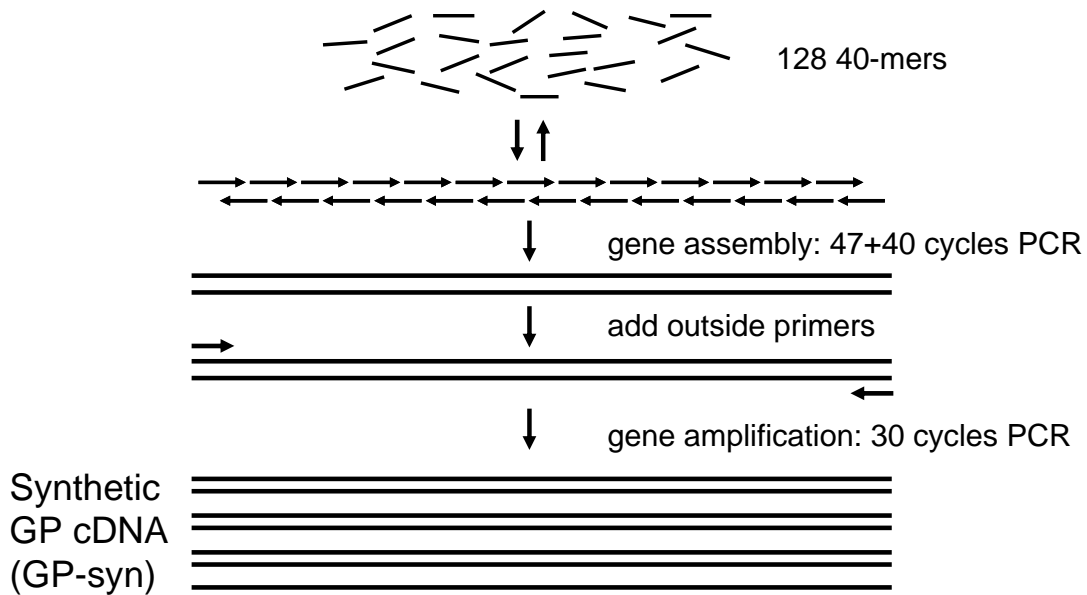 128 40-mers
gene assembly: 47+40 cycles PCR
add outside primers
gene amplification: 30 cycles PCR
Synthetic
GP cDNA
(GP-syn)